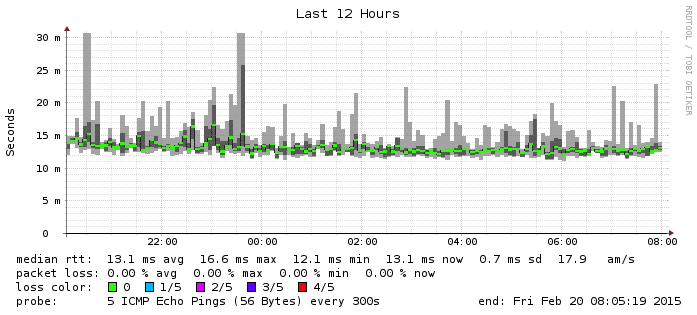 Last 12 Hours
RRDTOOL / TOBI OETIKER
Seconds
30 m
25 m
20 m
15 m
10 m
5 m
0
22:00 00:00 02:00 04:00 06:00 08:00
median rtt: 13.1 ms avg 16.6 ms max 12.1 ms min 13.1 ms now 0.7 ms sd 17.9 am/s
packet loss: 0.00 % avg 0.00 % max 0.00 % min 0.00 % now
loss color: 0 1/5 2/5 3/5 4/5
probe: 5 ICMP Echo Pings (56 Bytes) every 300s end: Fri Feb 20 08:05:19 2015